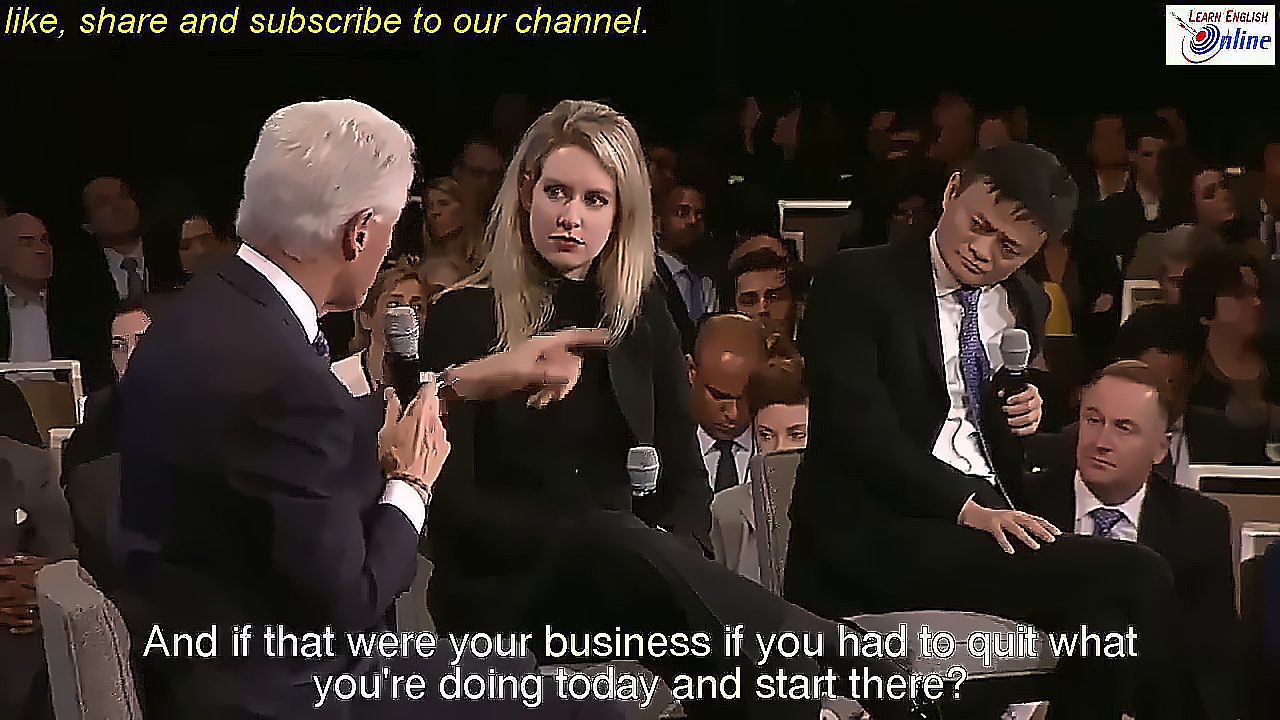 like, share and subscribe to our channel.
LEARN ENGLISH
Online
And if that were your business if you had to quit what
you're doing today and start there?